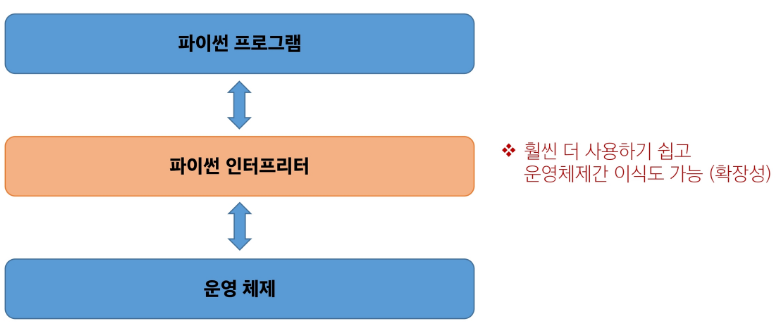 파이썬 프로그램
파이썬 인터프리터
❖ 훨씬 더 사용하기 쉽고
운영체제간 이식도 가능 (확장성)
운영 체제